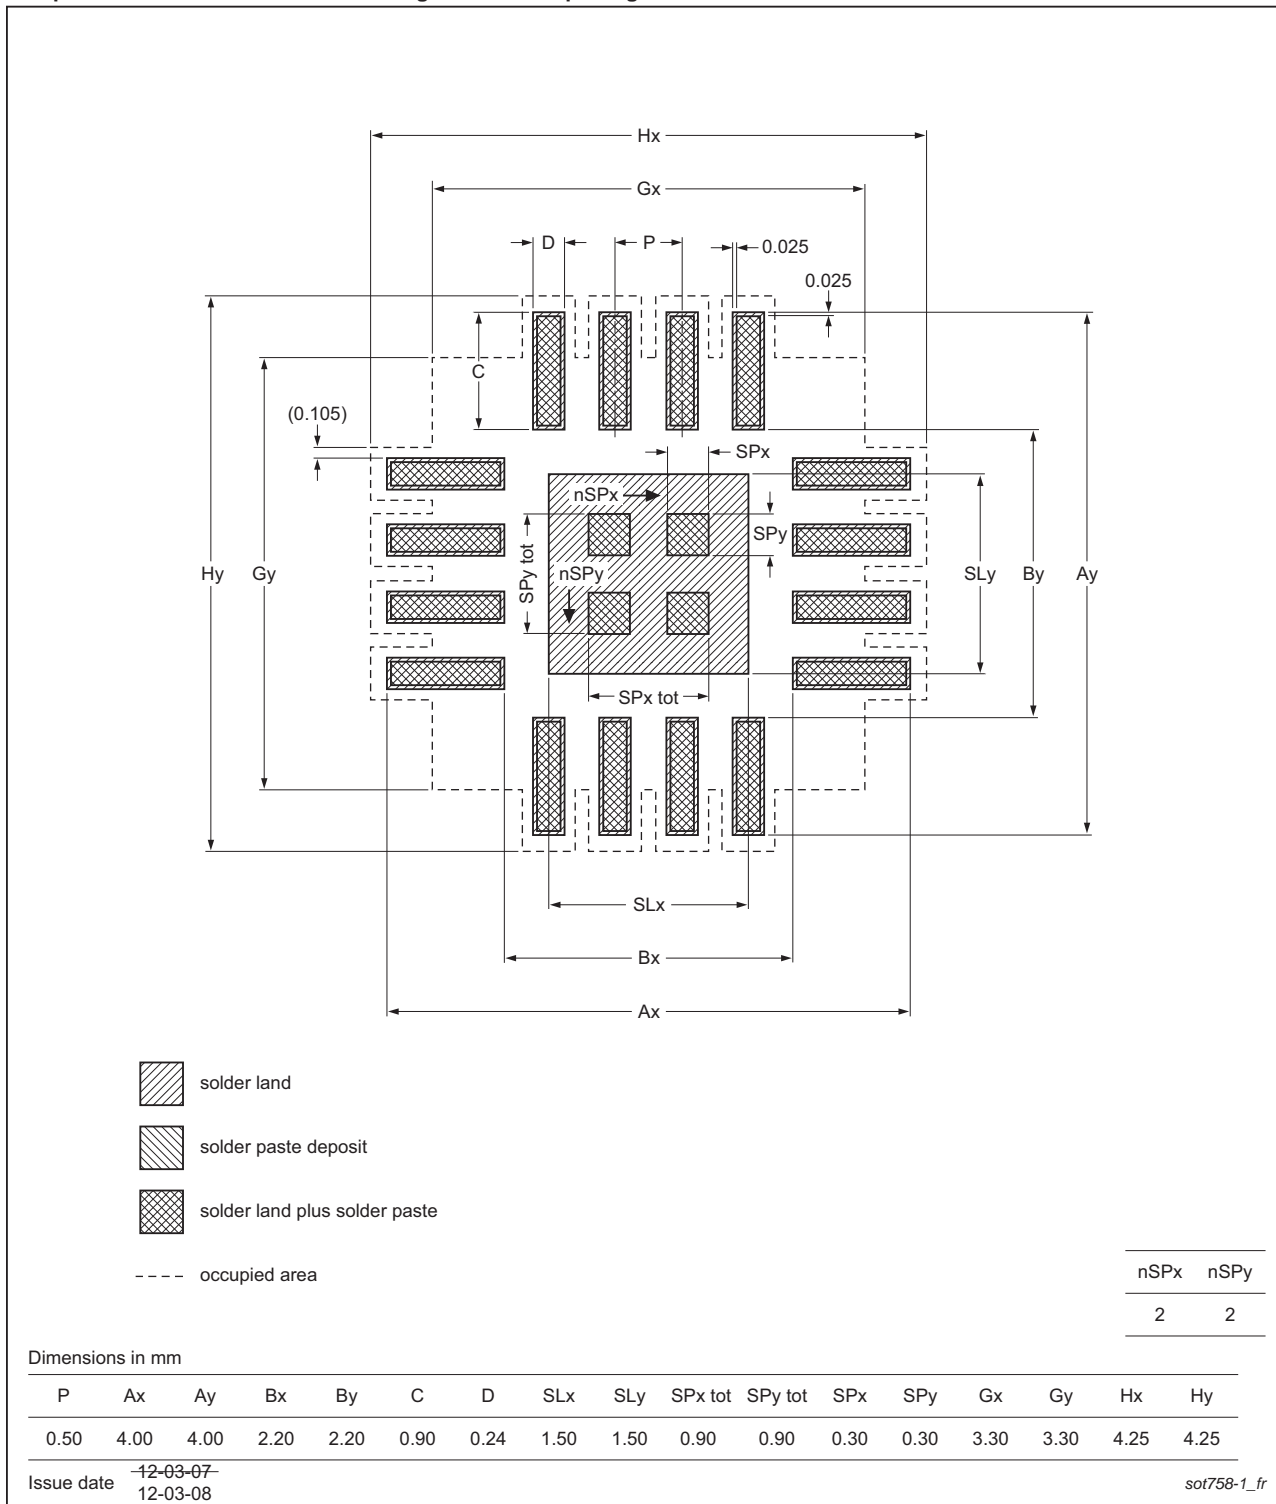 Hx
Gx
D
P
0.025
0.025
C
(0.105)
SPx
nSPx
SPy
SPy tot
nSPy
Hy
Gy
SLy
By
Ay
SPx tot
SLx
Bx
Ax
solder land
solder paste deposit
solder land plus solder paste
occupied area
nSPx nSPy
2 2
Dimensions in mm
P Ax Ay Bx By C D SLx SLy SPx tot SPy tot SPx SPy Gx Gy Hx Hy
0.50 4.00 4.00 2.20 2.20 0.90 0.24 1.50 1.50 0.90 0.90 0.30 0.30 3.30 3.30 4.25 4.25
Issue date 12-03-07
12-03-08
sot758-1_fr